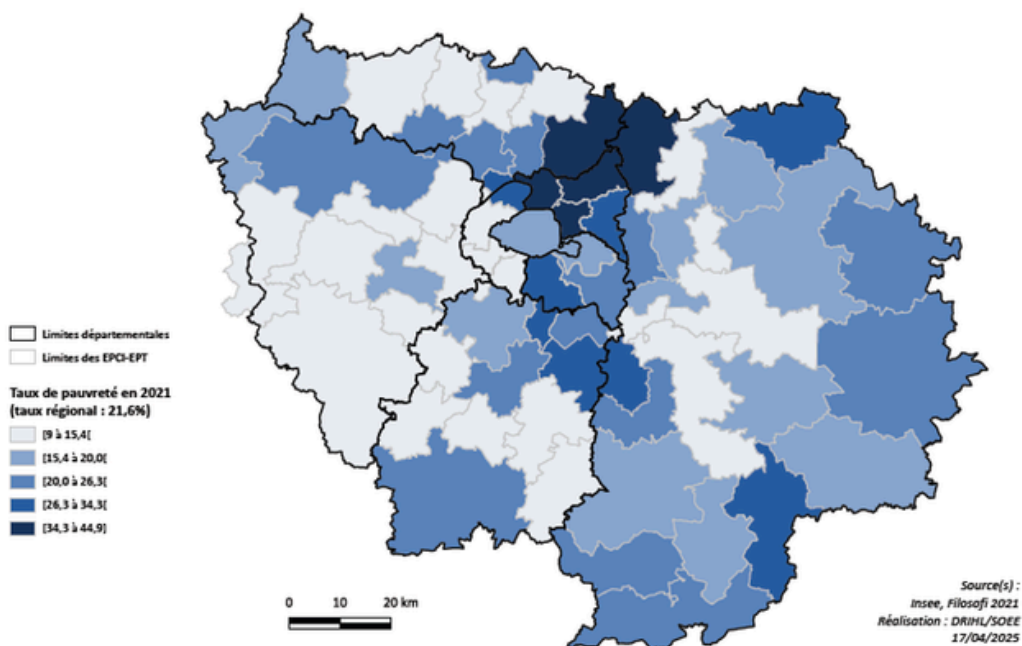 Limites départementales
Limites des EPCI-EPT
Taux de pauvreté en 2021
(taux régional : 21,6%)
[9 à 15,4[
[15,4 à 20,0[
[20,0 à 26,3[
[26,3 à 34,3[
[34,3 à 44,9]
0 10 20 km
Source(s) :
Insee, Filosofi 2021
Réalisation : DRIHL/SOEE
17/04/2025